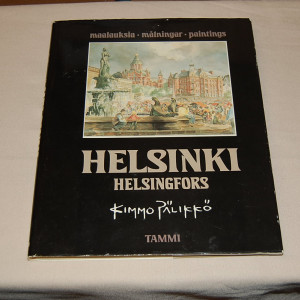 maalauksia • målningar • paintings
HELSINKI
HELSINGFORS
KIMMO PÄLIKKÖ
TAMMI